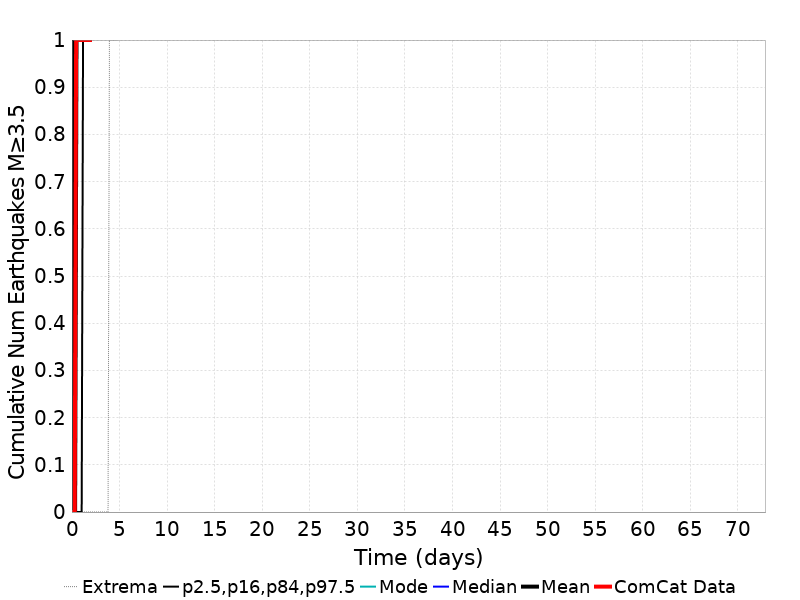 Cumulative Num Earthquakes M≥3.5
1
0.9
0.8
0.7
0.6
0.5
0.4
0.3
0.2
0.1
0
0 5 10 15 20 25 30 35 40 45 50 55 60 65 70
Time (days)
Extrema p2.5,p16,p84,p97.5 Mode Median Mean ComCat Data